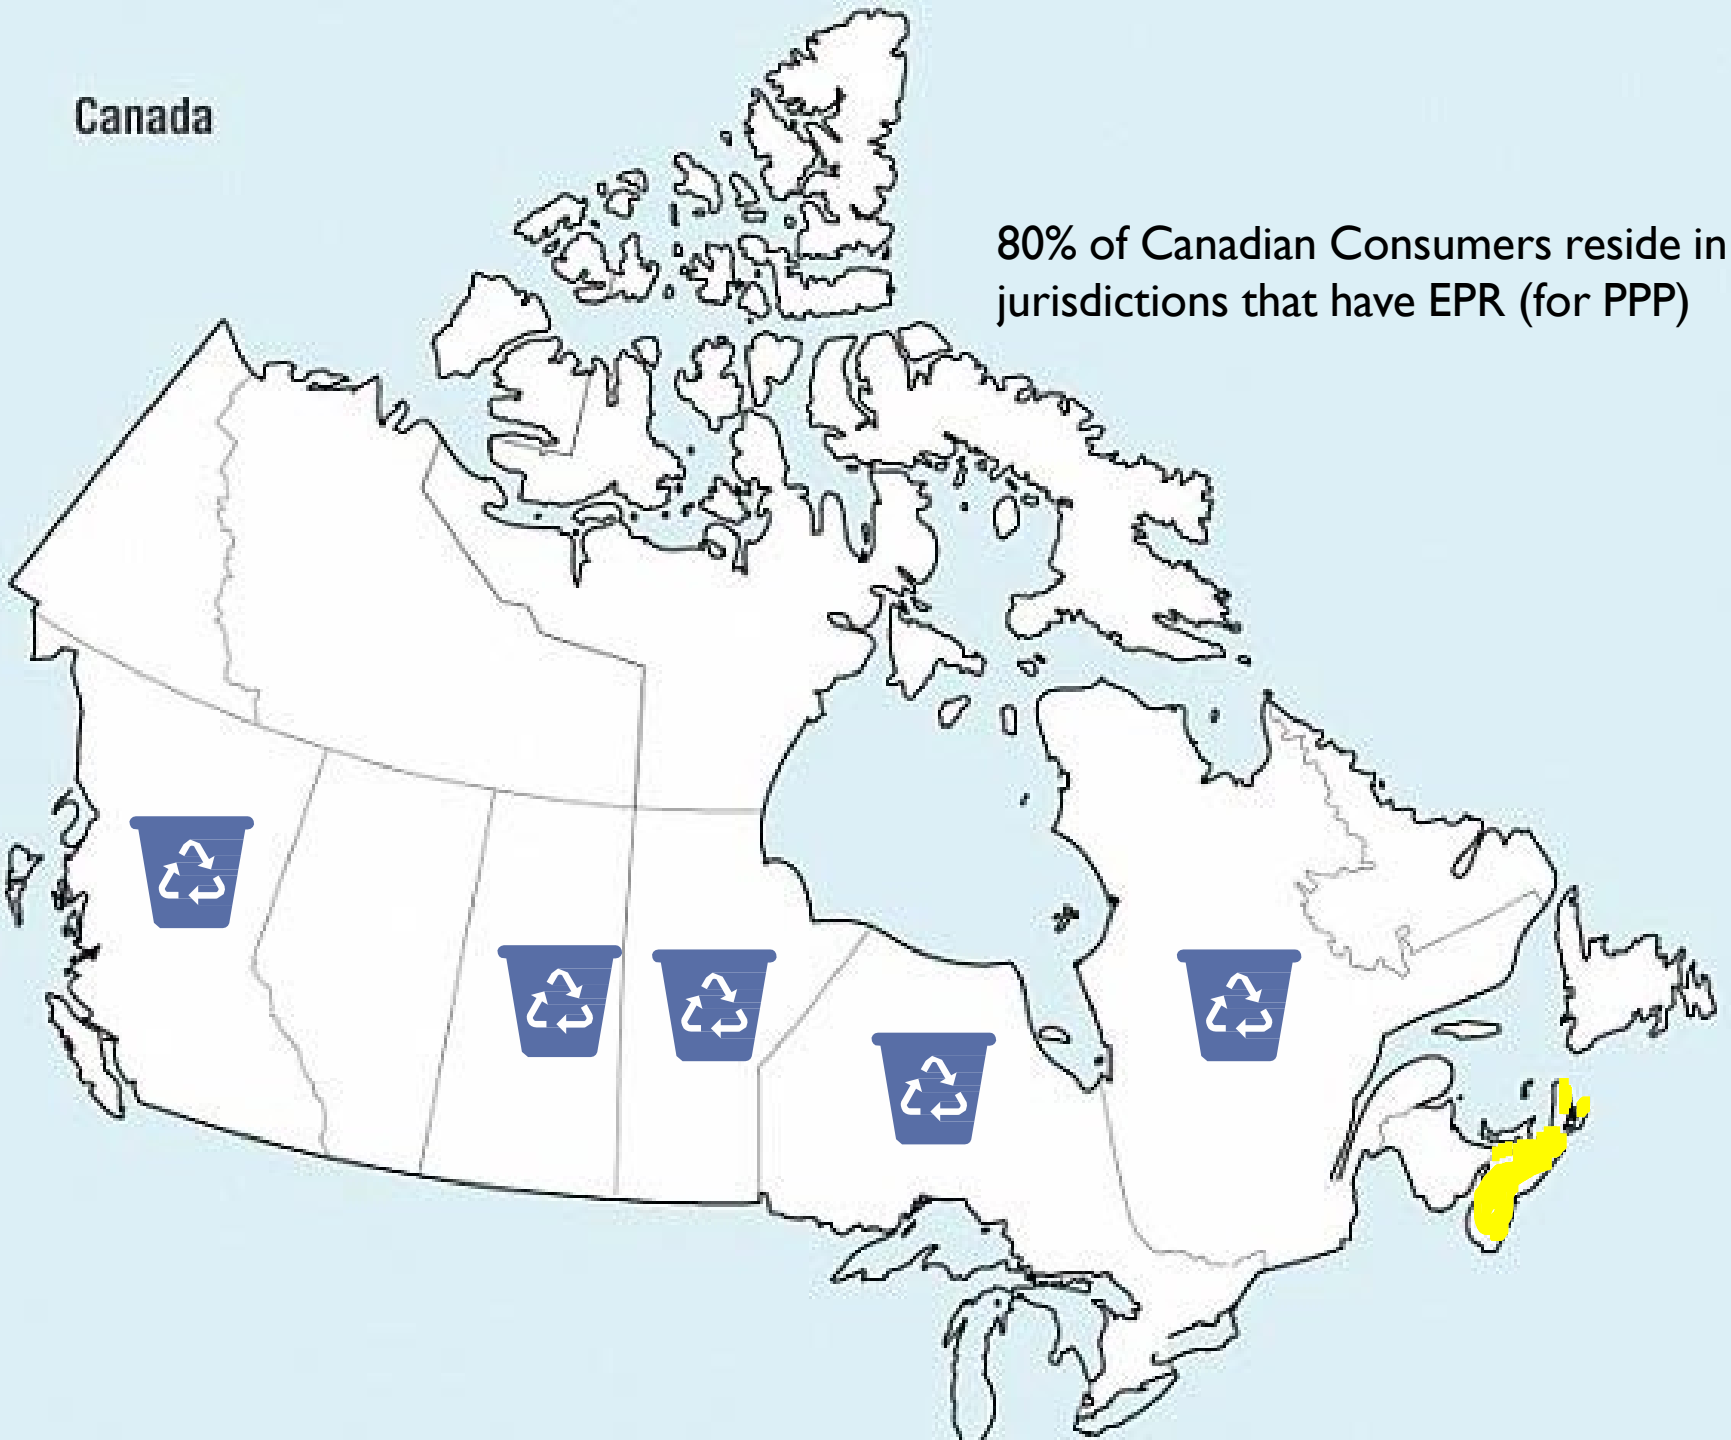 Canada
80% of Canadian Consumers reside in
jurisdictions that have EPR (for PPP)